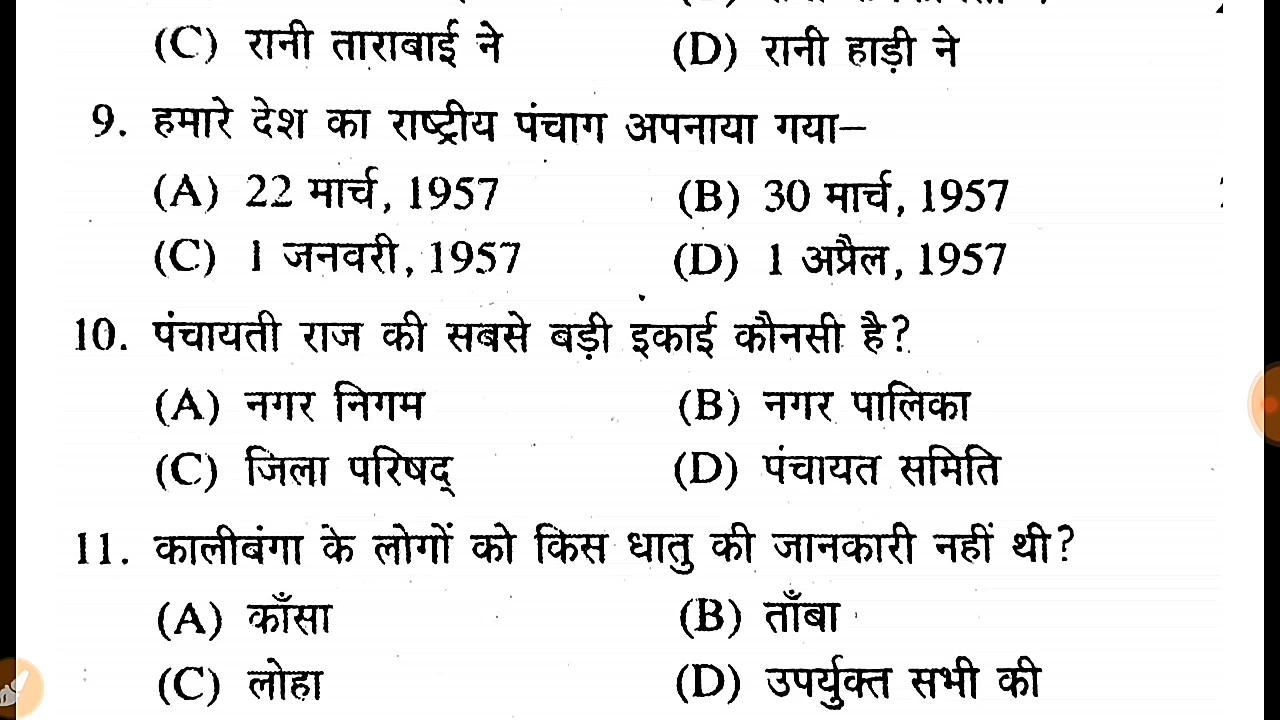 (C) रानी ताराबाई ने (D) रानी हाड़ी ने
9. हमारे देश का राष्ट्रीय पंचाग अपनाया गया–
(A) 22 मार्च, 1957 (B) 30 मार्च, 1957
(C) 1 जनवरी, 1957 (D) 1 अप्रैल, 1957
10. पंचायती राज की सबसे बड़ी इकाई कौनसी है?
(A) नगर निगम (B) नगर पालिका
(C) जिला परिषद् (D) पंचायत समिति
11. कालीबंगा के लोगों को किस धातु की जानकारी नहीं थी?
(A) काँसा (B) ताँबा
(C) लोहा (D) उपर्युक्त सभी की